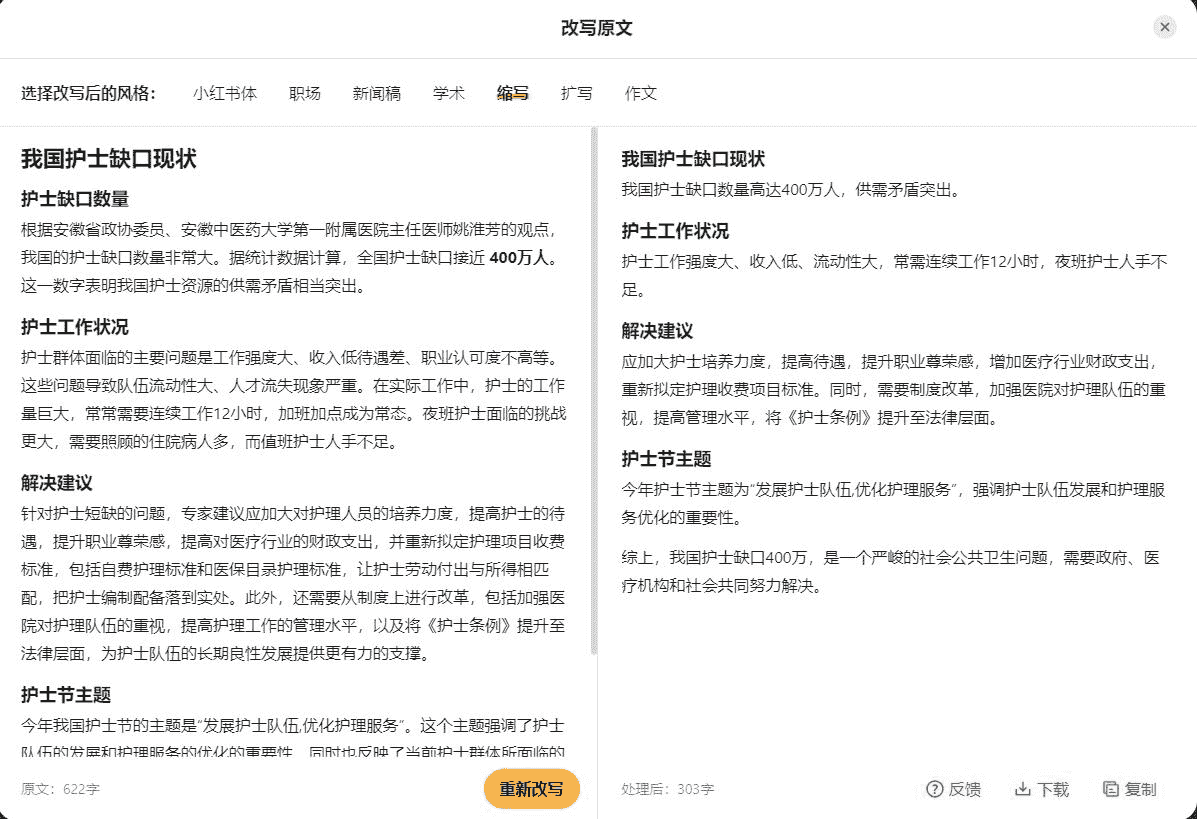 改写原文
选择改写后的风格：
小红书体 职场 新闻稿 学术 缩写 扩写 作文
我国护士缺口现状
护士缺口数量
根据安徽省政协委员、安徽中医药大学第一附属医院主任医师姚淮芳的观点，
我国的护士缺口数量非常大。据统计数据计算，全国护士缺口接近 400万人。
这一数字表明我国护士资源的供需矛盾相当突出。
护士工作状况
护士群体面临的主要问题是工作强度大、收入低待遇差、职业认可度不高等。
这些问题导致队伍流动性大、人才流失现象严重。在实际工作中，护士的工作
量巨大，常常需要连续工作12小时，加班加点成为常态。夜班护士面临的挑战
更大，需要照顾的住院病人多，而值班护士人手不足。
解决建议
针对护士短缺的问题，专家建议应加大对护理人员的培养力度，提高护士的待
遇，提升职业尊荣感，提高对医疗行业的财政支出，并重新拟定护理项目收费
标准，包括自费护理标准和医保目录护理标准，让护士劳动付出与所得相匹
配，把护士编制配备落到实处。此外，还需要从制度上进行改革，包括加强医
院对护理队伍的重视，提高护理工作的管理水平，以及将《护士条例》提升至
法律层面，为护士队伍的长期良性发展提供更有力的支撑。
护士节主题
今年我国护士节的主题是“发展护士队伍,优化护理服务”。这个主题强调了护士
队伍的发展和护理服务的优化的重要性，同时也反映了当前护士群体所面临的
原文：622字
重新改写
我国护士缺口现状
我国护士缺口数量高达400万人，供需矛盾突出。
护士工作状况
护士工作强度大、收入低、流动性大，常需连续工作12小时，夜班护士人手不
足。
解决建议
应加大护士培养力度，提高待遇，提升职业尊荣感，增加医疗行业财政支出，
重新拟定护理收费项目标准。同时，需要制度改革，加强医院对护理队伍的重
视，提高管理水平，将《护士条例》提升至法律层面。
护士节主题
今年护士节主题为“发展护士队伍,优化护理服务”，强调护士队伍发展和护理服
务优化的重要性。
综上，我国护士缺口400万，是一个严峻的社会公共卫生问题，需要政府、医
疗机构和社会共同努力解决。
处理后：303字
反馈 下载 复制